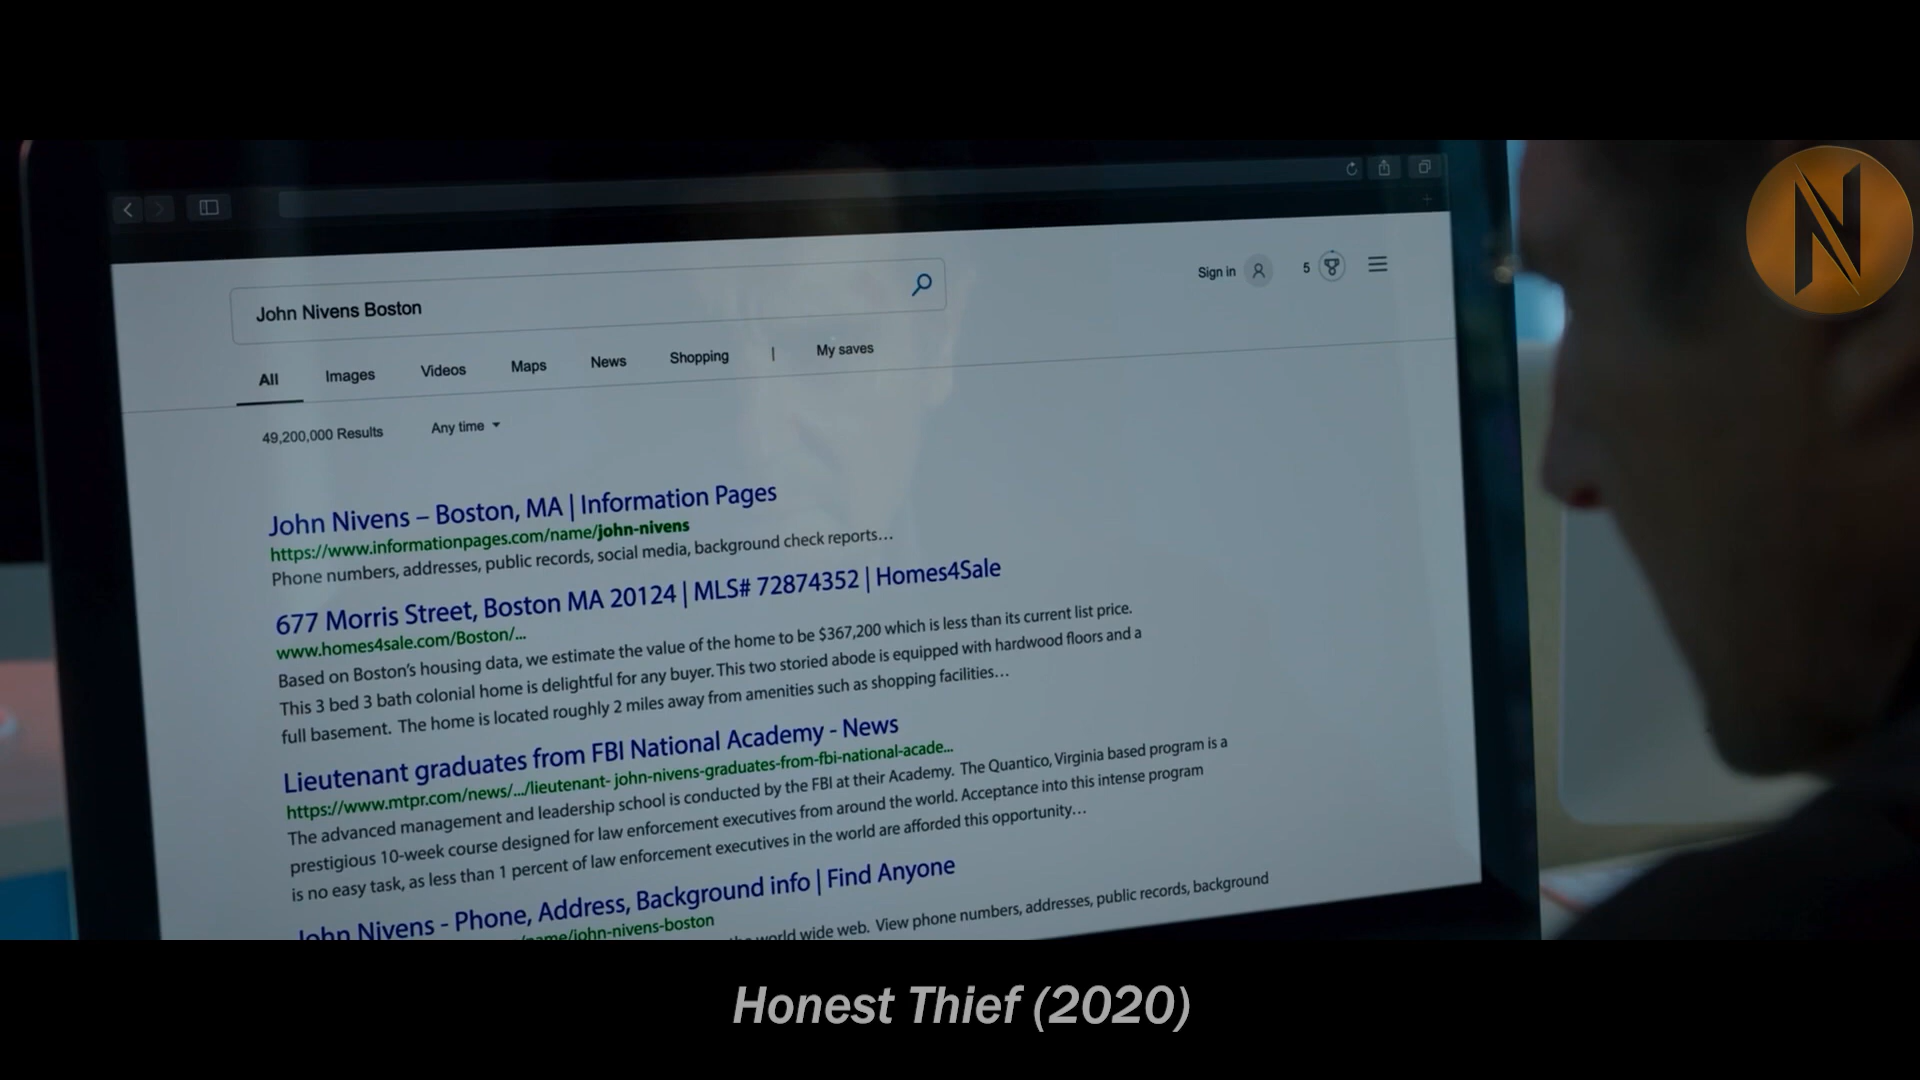 John Nivens Boston
Sign in
5
All Images Videos Maps News Shopping | My saves
49,200,000 Results Any time
John Nivens – Boston, MA | Information Pages
https://www.informationpages.com/name/john-nivens
Phone numbers, addresses, public records, social media, background check reports...
677 Morris Street, Boston MA 20124 | MLS# 72874352 | Homes4Sale
www.homes4sale.com/Boston/...
Based on Boston's housing data, we estimate the value of the home to be $367,200 which is less than its current list price.
This 3 bed 3 bath colonial home is delightful for any buyer. This two storied abode is equipped with hardwood floors and a
full basement. The home is located roughly 2 miles away from amenities such as shopping facilities...
Lieutenant graduates from FBI National Academy - News
https://www.mtpr.com/news/.../lieutenant- john-nivens-graduates-from-fbi-national-acade...
The advanced management and leadership school is conducted by the FBI at their Academy. The Quantico, Virginia based program is a
prestigious 10-week course designed for law enforcement executives from around the world. Acceptance into this intense program
is no easy task, as less than 1 percent of law enforcement executives in the world are afforded this opportunity...
John Nivens - Phone, Address, Background info | Find Anyone
/name/john-nivens-boston
world wide web. View phone numbers, addresses, public records, background
N
Honest Thief (2020)